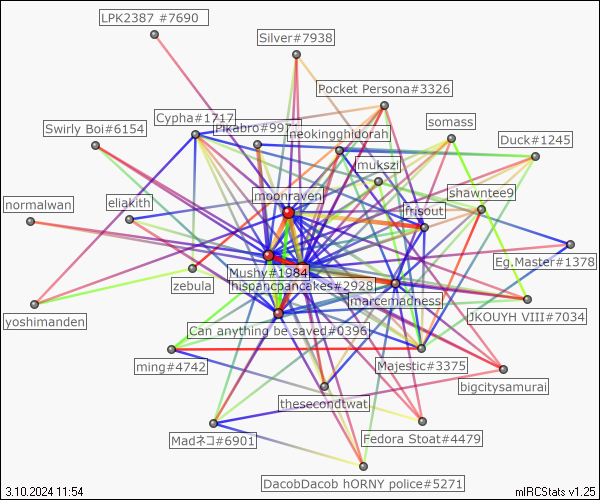 LPK2387 #7690
Silver#7938
Pocket Persona#3326
Cypha#1717
Pikabro#997
Swirly Boi#6154
neokingghidorah
somass
Duck#1245
mukszi
moonraven
shawntee9
eliakith
normalwan
frisout
Eg.Master#1378
Mushy#1984
zebula
hispancpancakes#2928
marcemadness
yoshimanden
JKOUYH VIII#7034
Can anything be saved#0396
ming#4742
Majestic#3375
bigcitysamurai
thesecondtwat
Madネコ#6901
Fedora Stoat#4479
DacobDacob hORNY police#5271
3.10.2024 11:54
mIRCStats v1.25